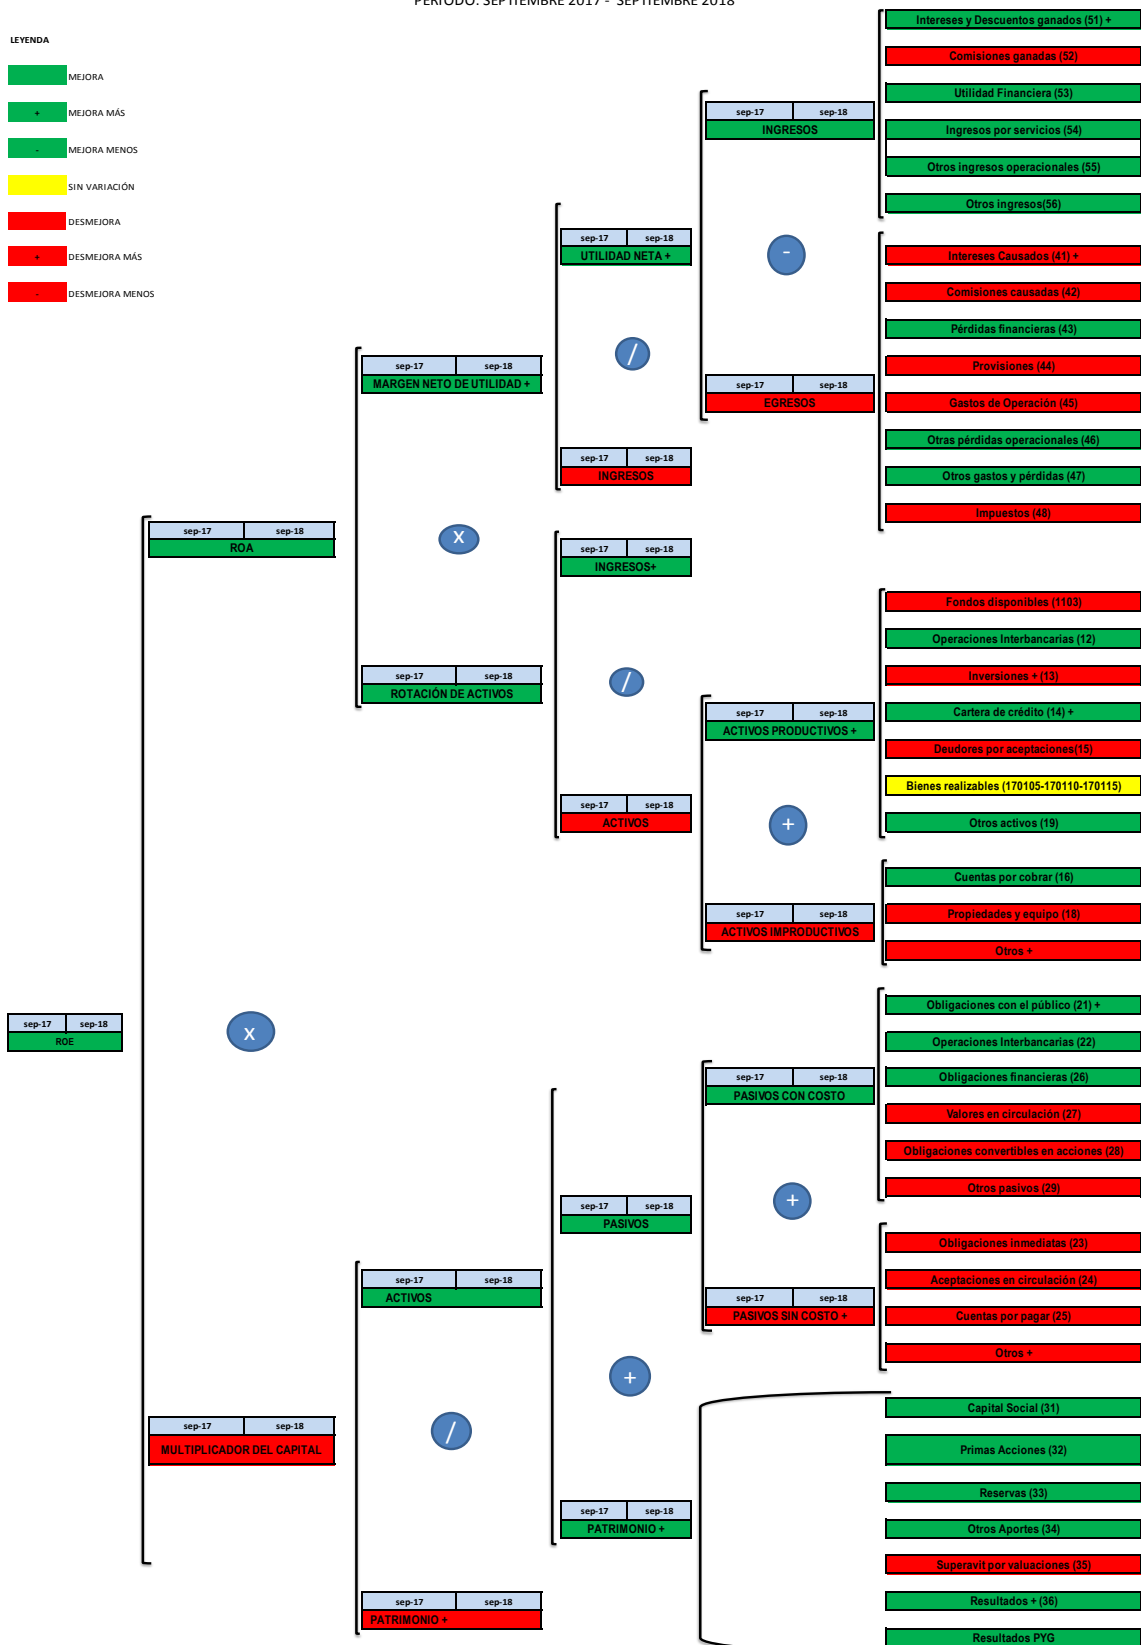 PERIODO: SEPTIEMBRE 2017 - SEPTIEMBRE 2018
LEYENDA
MEJORA
+ MEJORA MÁS
- MEJORA MENOS
SIN VARIACIÓN
DESMEJORA
+ DESMEJORA MÁS
- DESMEJORA MENOS
sep-17 sep-18
ROE
x
sep-17 sep-18
ROA
sep-17 sep-18
MULTIPLICADOR DEL CAPITAL
sep-17 sep-18
MARGEN NETO DE UTILIDAD +
x
sep-17 sep-18
ROTACIÓN DE ACTIVOS
sep-17 sep-18
ACTIVOS
/
sep-17 sep-18
PATRIMONIO +
sep-17 sep-18
UTILIDAD NETA +
/
sep-17 sep-18
INGRESOS
sep-17 sep-18
INGRESOS+
/
sep-17 sep-18
ACTIVOS
sep-17 sep-18
PASIVOS
+
sep-17 sep-18
PATRIMONIO +
sep-17 sep-18
INGRESOS
-
sep-17 sep-18
EGRESOS
sep-17 sep-18
ACTIVOS PRODUCTIVOS +
+
sep-17 sep-18
ACTIVOS IMPRODUCTIVOS
sep-17 sep-18
PASIVOS CON COSTO
+
sep-17 sep-18
PASIVOS SIN COSTO +
Intereses y Descuentos ganados (51) +
Comisiones ganadas (52)
Utilidad Financiera (53)
Ingresos por servicios (54)
Otros ingresos operacionales (55)
Otros ingresos(56)
Intereses Causados (41) +
Comisiones causadas (42)
Pérdidas financieras (43)
Provisiones (44)
Gastos de Operación (45)
Otras pérdidas operacionales (46)
Otros gastos y pérdidas (47)
Impuestos (48)
Fondos disponibles (1103)
Operaciones Interbancarias (12)
Inversiones + (13)
Cartera de crédito (14) +
Deudores por aceptaciones(15)
Bienes realizables (170105-170110-170115)
Otros activos (19)
Cuentas por cobrar (16)
Propiedades y equipo (18)
Otros +
Obligaciones con el público (21) +
Operaciones Interbancarias (22)
Obligaciones financieras (26)
Valores en circulación (27)
Obligaciones convertibles en acciones (28)
Otros pasivos (29)
Obligaciones inmediatas (23)
Aceptaciones en circulación (24)
Cuentas por pagar (25)
Otros +
Capital Social (31)
Primas Acciones (32)
Reservas (33)
Otros Aportes (34)
Superavit por valuaciones (35)
Resultados + (36)
Resultados PYG